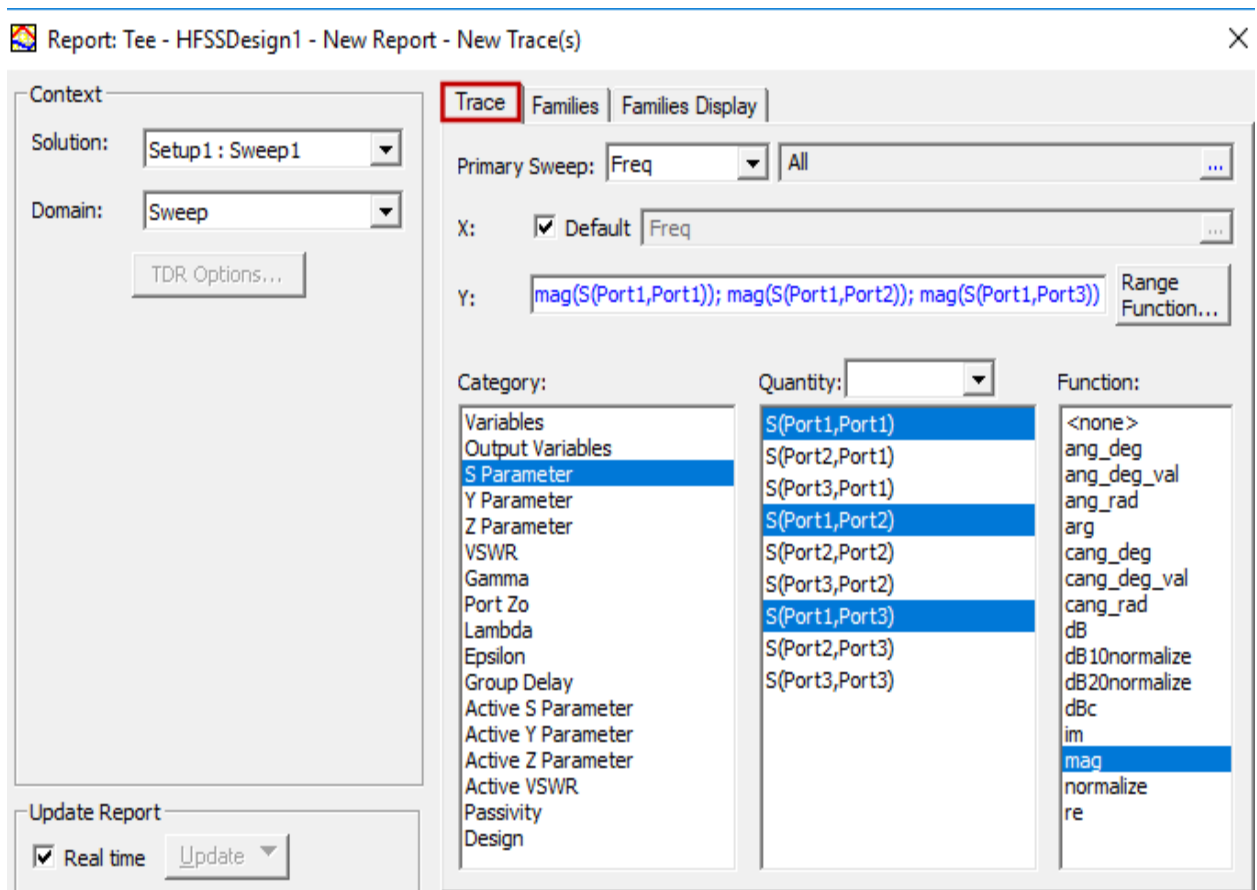 Report: Tee - HFSSDesign1 - New Report - New Trace(s)
Context
Solution: Setup1 : Sweep1
Domain: Sweep
TDR Options...
Update Report
Real time Update
Trace Families Families Display
Primary Sweep: Freq All ...
X: Default Freq ...
Y: mag(S(Port1,Port1)); mag(S(Port1,Port2)); mag(S(Port1,Port3)) Range Function...
Category:
Variables
Output Variables
S Parameter
Y Parameter
Z Parameter
VSWR
Gamma
Port Zo
Lambda
Epsilon
Group Delay
Active S Parameter
Active Y Parameter
Active Z Parameter
Active VSWR
Passivity
Design
Quantity:
S(Port1,Port1)
S(Port2,Port1)
S(Port3,Port1)
S(Port1,Port2)
S(Port2,Port2)
S(Port3,Port2)
S(Port1,Port3)
S(Port2,Port3)
S(Port3,Port3)
Function:
<none>
ang_deg
ang_deg_val
ang_rad
arg
cang_deg
cang_deg_val
cang_rad
dB
dB10normalize
dB20normalize
dBc
im
mag
normalize
re